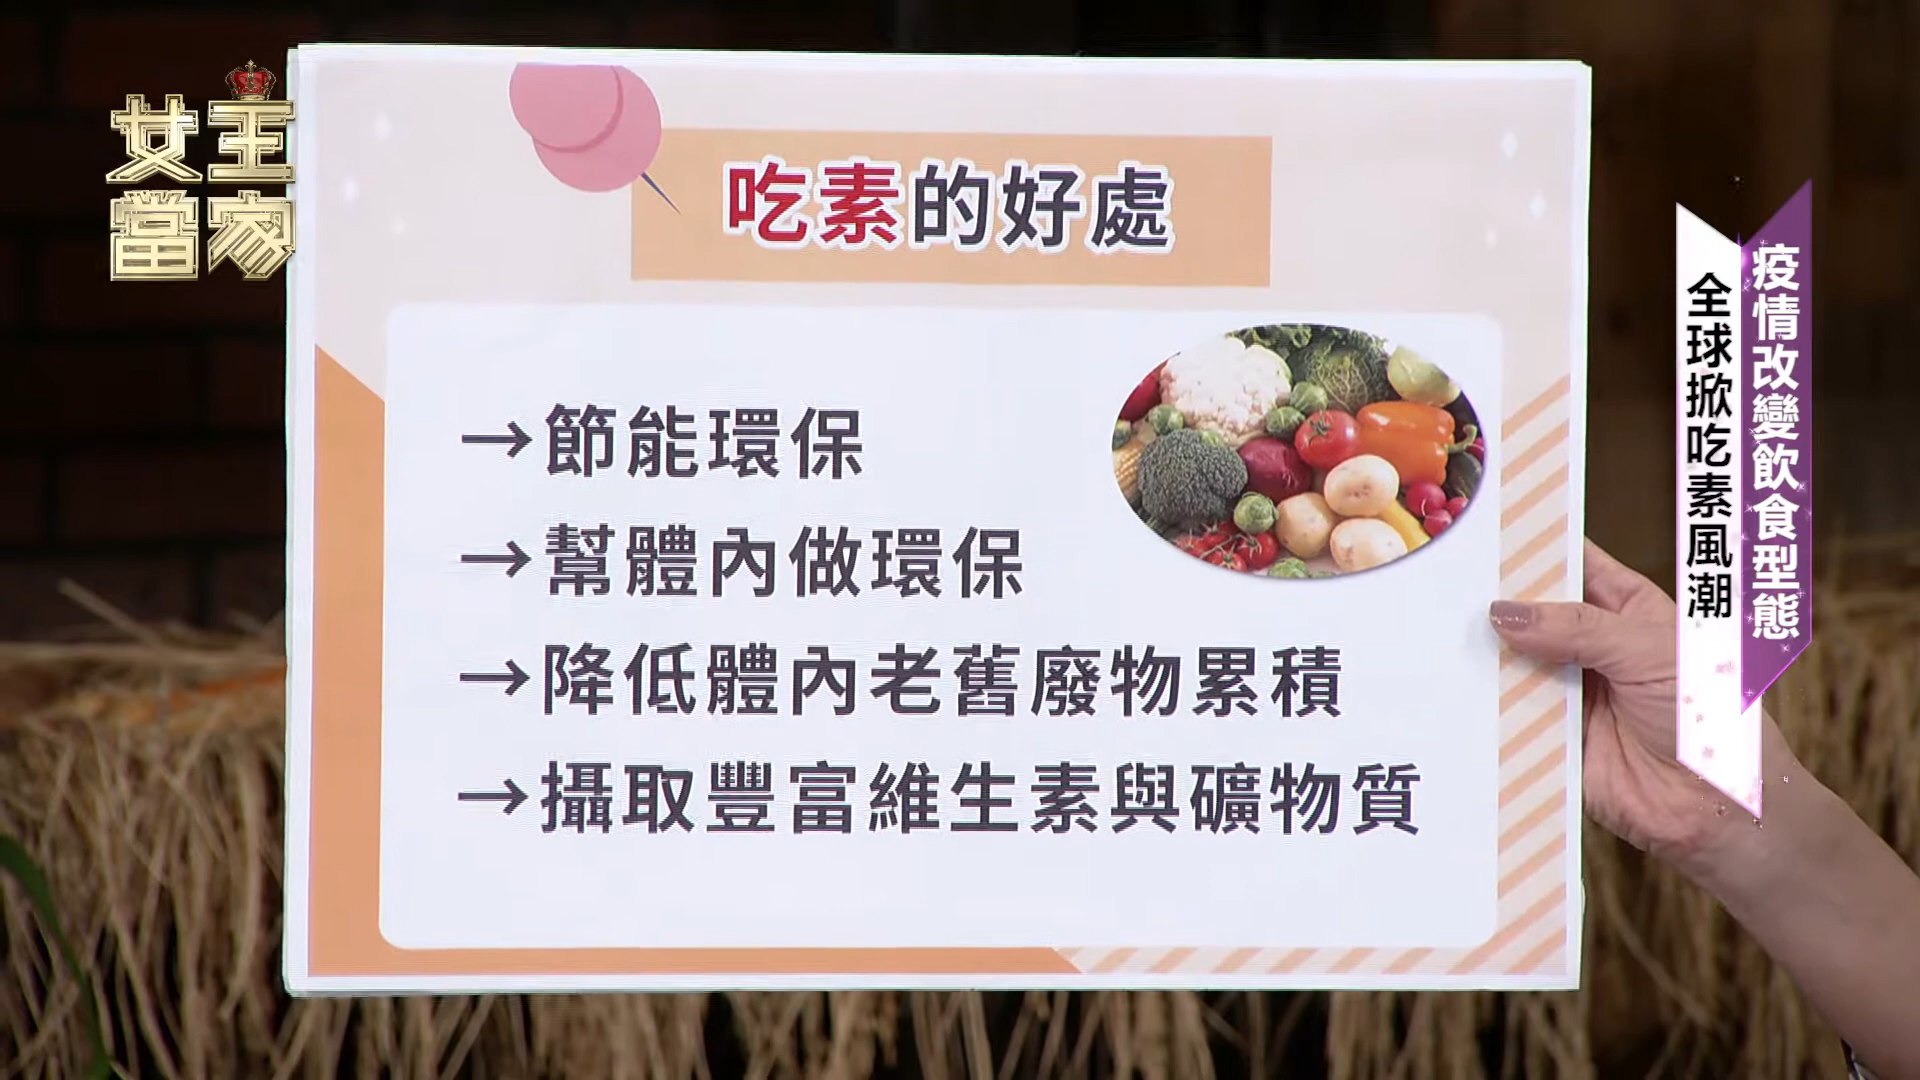 女王
當家
吃素的好處
→節能環保
→幫體內做環保
→降低體內老舊廢物累積
→攝取豐富維生素與礦物質
疫情改變飲食型態
全球掀吃素風潮